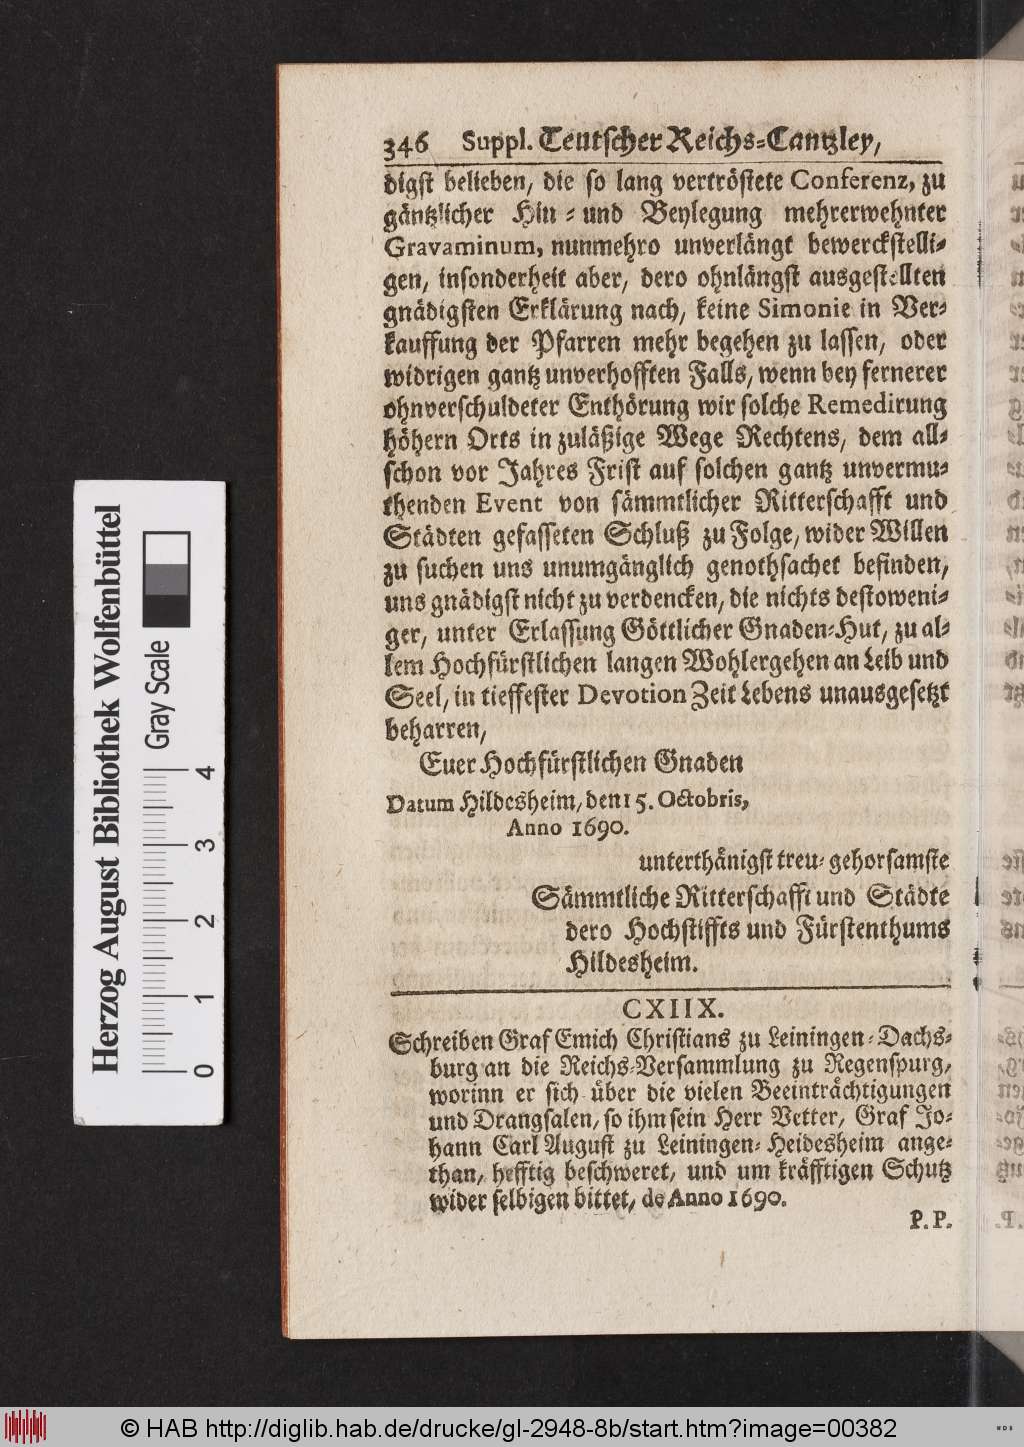 346 Suppl. Teutscher Reichs-Cantzley,
digst belieben, die so lang vertröstete Conferenz, zu
gäntzlicher Hin- und Beylegung mehrerwehnter
Gravaminum, nunmehro unverlängt bewerckstelli-
gen, insonderheit aber, dero ohnlängst ausgestellten
gnädigsten Erklärung nach, keine Simonie in Ver-
kauffung der Pfarren mehr begehen zu lassen, oder
widrigen gantz unverhofften Falls, wenn bey fernerer
ohnverschuldeter Enthörung wir solche Remedirung
höhern Orts in zuläßige Wege Rechtens, dem all-
schon vor Jahres Frist auf solchen gantz unvermu-
thenden Event von sämmtlicher Ritterschafft und
Städten gefasseten Schluß zu Folge, wider Willen
zu suchen uns unumgänglich genothsachet befinden,
uns gnädigst nicht zu verdencken, die nichts destoweni-
ger, unter Erlassung Göttlicher Gnaden-Hut, zu al-
lem Hochfürstlichen langen Wohlergehen an Leib und
Seel, in tieffester Devotion Zeit Lebens unausgesetzt
beharren,
Euer Hochfürstlichen Gnaden
Datum Hildesheim, den 15. Octobris,
Anno 1690.
unterthänigst treu-gehorsamste
Sämmtliche Ritterschafft und Städte
dero Hochstiffts und Fürstenthums
Hildesheim.
CXIIX.
Schreiben Graf Emich Christians zu Leiningen-Dachs-
burg an die Reichs-Versammlung zu Regenspurg,
worinn er sich über die vielen Beeinträchtigungen
und Drangsalen, so ihm sein Herr Vetter, Graf Jo-
hann Carl August zu Leiningen-Heidesheim ange-
than, hefftig beschweret, und um kräfftigen Schutz
wider selbigen bittet, de Anno 1690.
P. P.
Herzog August Bibliothek Wolfenbüttel
Gray Scale
0 1 2 3 4
© HAB http://diglib.hab.de/drucke/gl-2948-8b/start.htm?image=00382